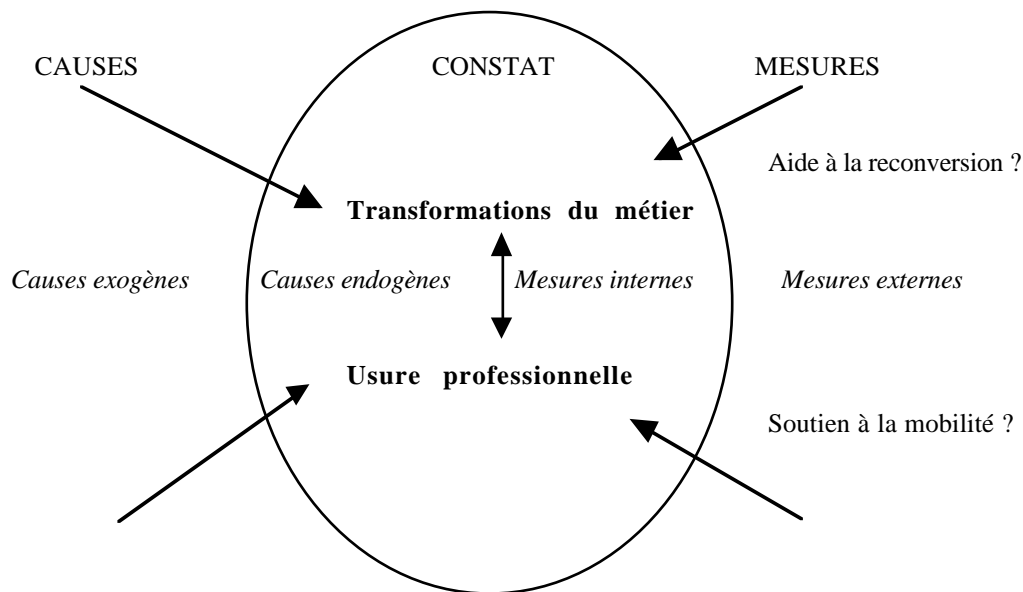 CAUSES CONSTAT MESURES
Aide à la reconversion ?
Transformations du métier
Causes exogènes Causes endogènes Mesures internes Mesures externes
Usure professionnelle
Soutien à la mobilité ?